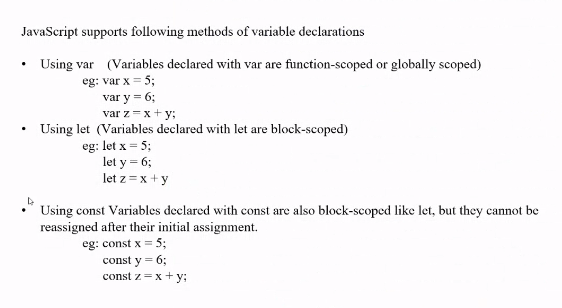 JavaScript supports following methods of variable declarations
• Using var (Variables declared with var are function-scoped or globally scoped)
eg: var x = 5;
var y = 6;
var z = x + y;
• Using let (Variables declared with let are block-scoped)
eg: let x = 5;
let y = 6;
let z = x + y
• Using const Variables declared with const are also block-scoped like let, but they cannot be
reassigned after their initial assignment.
eg: const x = 5;
const y = 6;
const z = x + y;